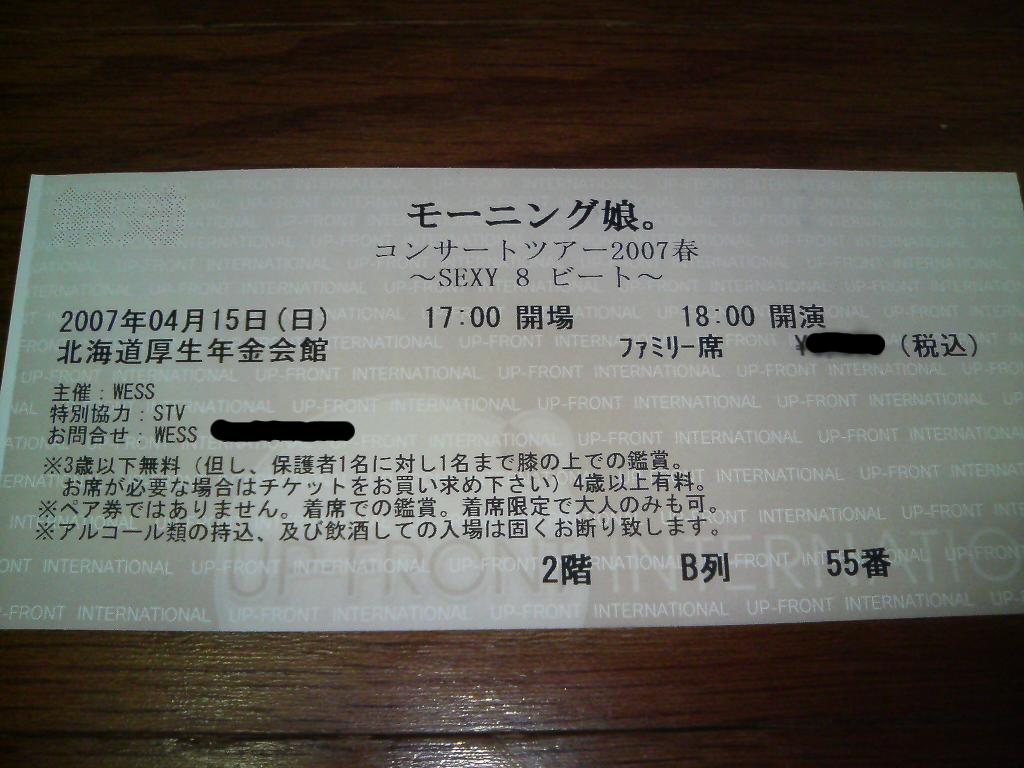 モーニング娘。
コンサートツアー2007春
～SEXY 8 ビート～
2007年04月15日(日) 17:00 開場 18:00 開演
北海道厚生年金会館 ファミリー席 ¥ (税込)
主催：WESS
特別協力：STV
お問合せ：WESS
※3歳以下無料（但し、保護者1名に対し1名まで膝の上での鑑賞。
お席が必要な場合はチケットをお買い求め下さい）4歳以上有料。
※ペア券ではありません。着席での鑑賞。着席限定で大人のみも可。
※アルコール類の持込、及び飲酒しての入場は固くお断り致します。
2階 B列 55番
UP-FRONT INTERNATIONAL